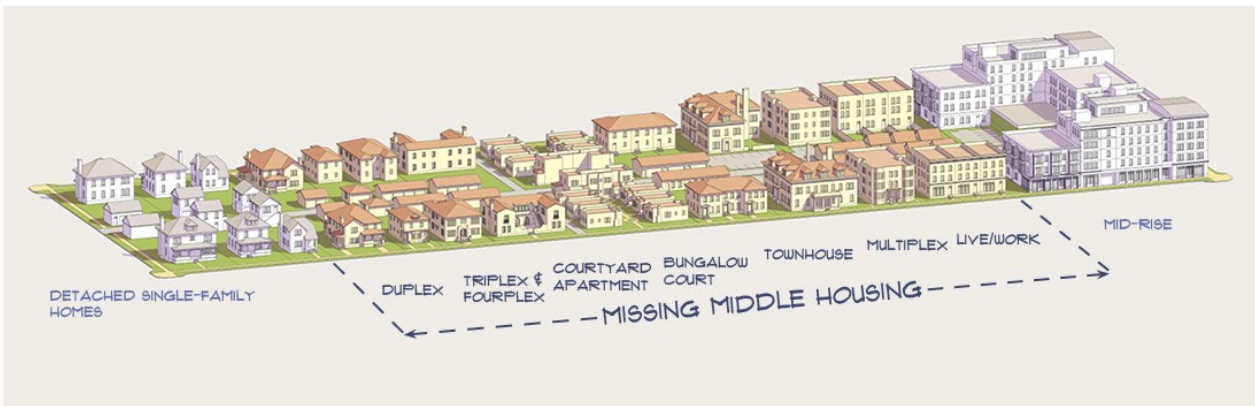 DETACHED SINGLE-FAMILY
HOMES
DUPLEX
TRIPLEX &
FOURPLEX
COURTYARD
APARTMENT
BUNGALOW
COURT
TOWNHOUSE
MULTIPLEX
LIVE/WORK
MID-RISE
MISSING MIDDLE HOUSING